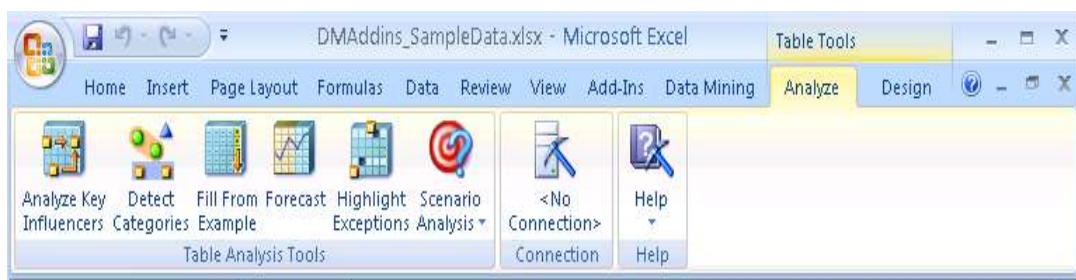 DMAddins_SampleData.xlsx - Microsoft Excel
Table Tools
Home Insert Page Layout Formulas Data Review View Add-Ins Data Mining Analyze Design
Analyze Key Influencers
Detect Categories
Fill From Example
Forecast
Highlight Exceptions
Scenario Analysis
<No Connection>
Help
Table Analysis Tools
Connection
Help